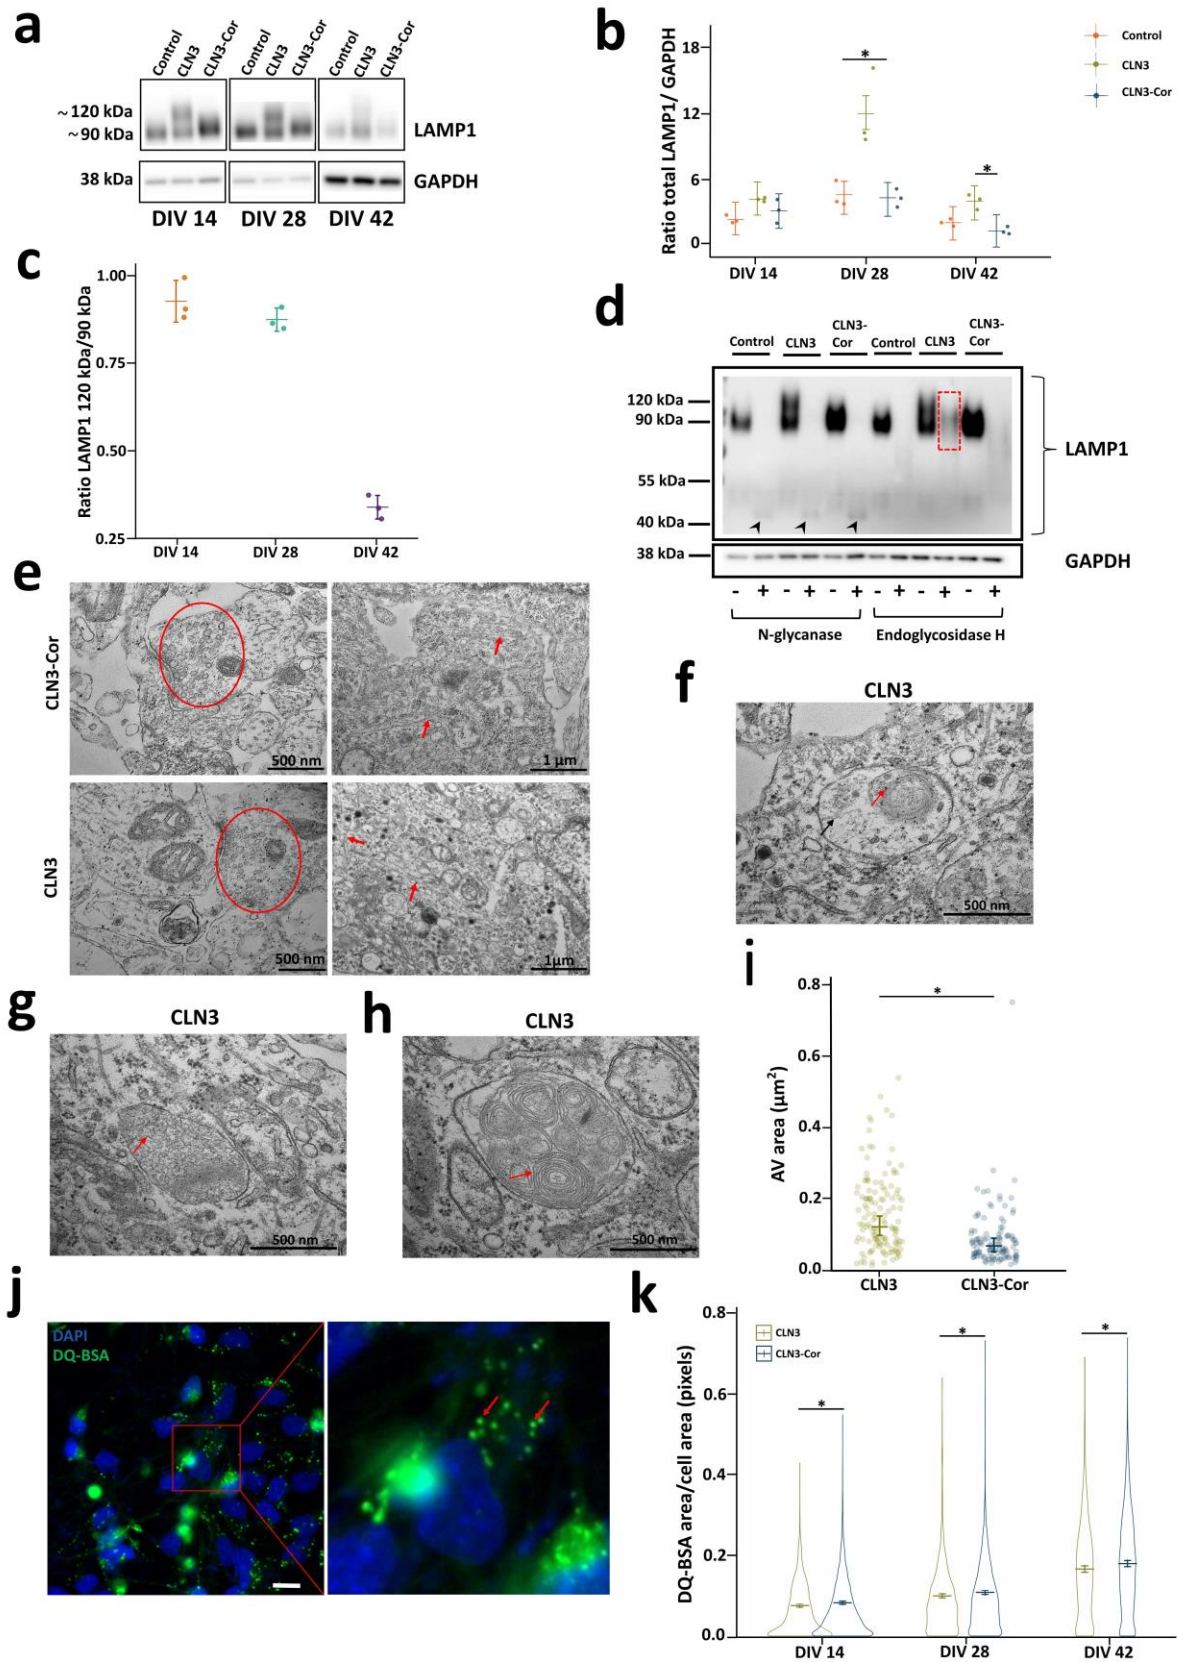 a
Control
CLN3
CLN3-Cor
Control
CLN3
CLN3-Cor
Control
CLN3
CLN3-Cor
~ 120 kDa
~ 90 kDa
LAMP1
38 kDa
GAPDH
DIV 14
DIV 28
DIV 42
b
Ratio total LAMP1/ GAPDH
18
12
6
0
*
*
DIV 14
DIV 28
DIV 42
Control
CLN3
CLN3-Cor
c
Ratio LAMP1 120 kDa/90 kDa
1.00
0.75
0.50
0.25
DIV 14
DIV 28
DIV 42
d
Control
CLN3
CLN3-
Cor
Control
CLN3
CLN3-
Cor
120 kDa
90 kDa
55 kDa
40 kDa
38 kDa
LAMP1
GAPDH
- + - + - + - + - + - +
N-glycanase
Endoglycosidase H
e
CLN3-Cor
500 nm
1 µm
CLN3
500 nm
1µm
f
CLN3
500 nm
g
CLN3
500 nm
h
CLN3
500 nm
i
AV area (µm²)
0.8
0.6
0.4
0.2
0.0
*
CLN3
CLN3-Cor
j
DAPI
DQ-BSA
k
DQ-BSA area/cell area (pixels)
0.8
0.6
0.4
0.2
0.0
CLN3
CLN3-Cor
*
*
*
DIV 14
DIV 28
DIV 42